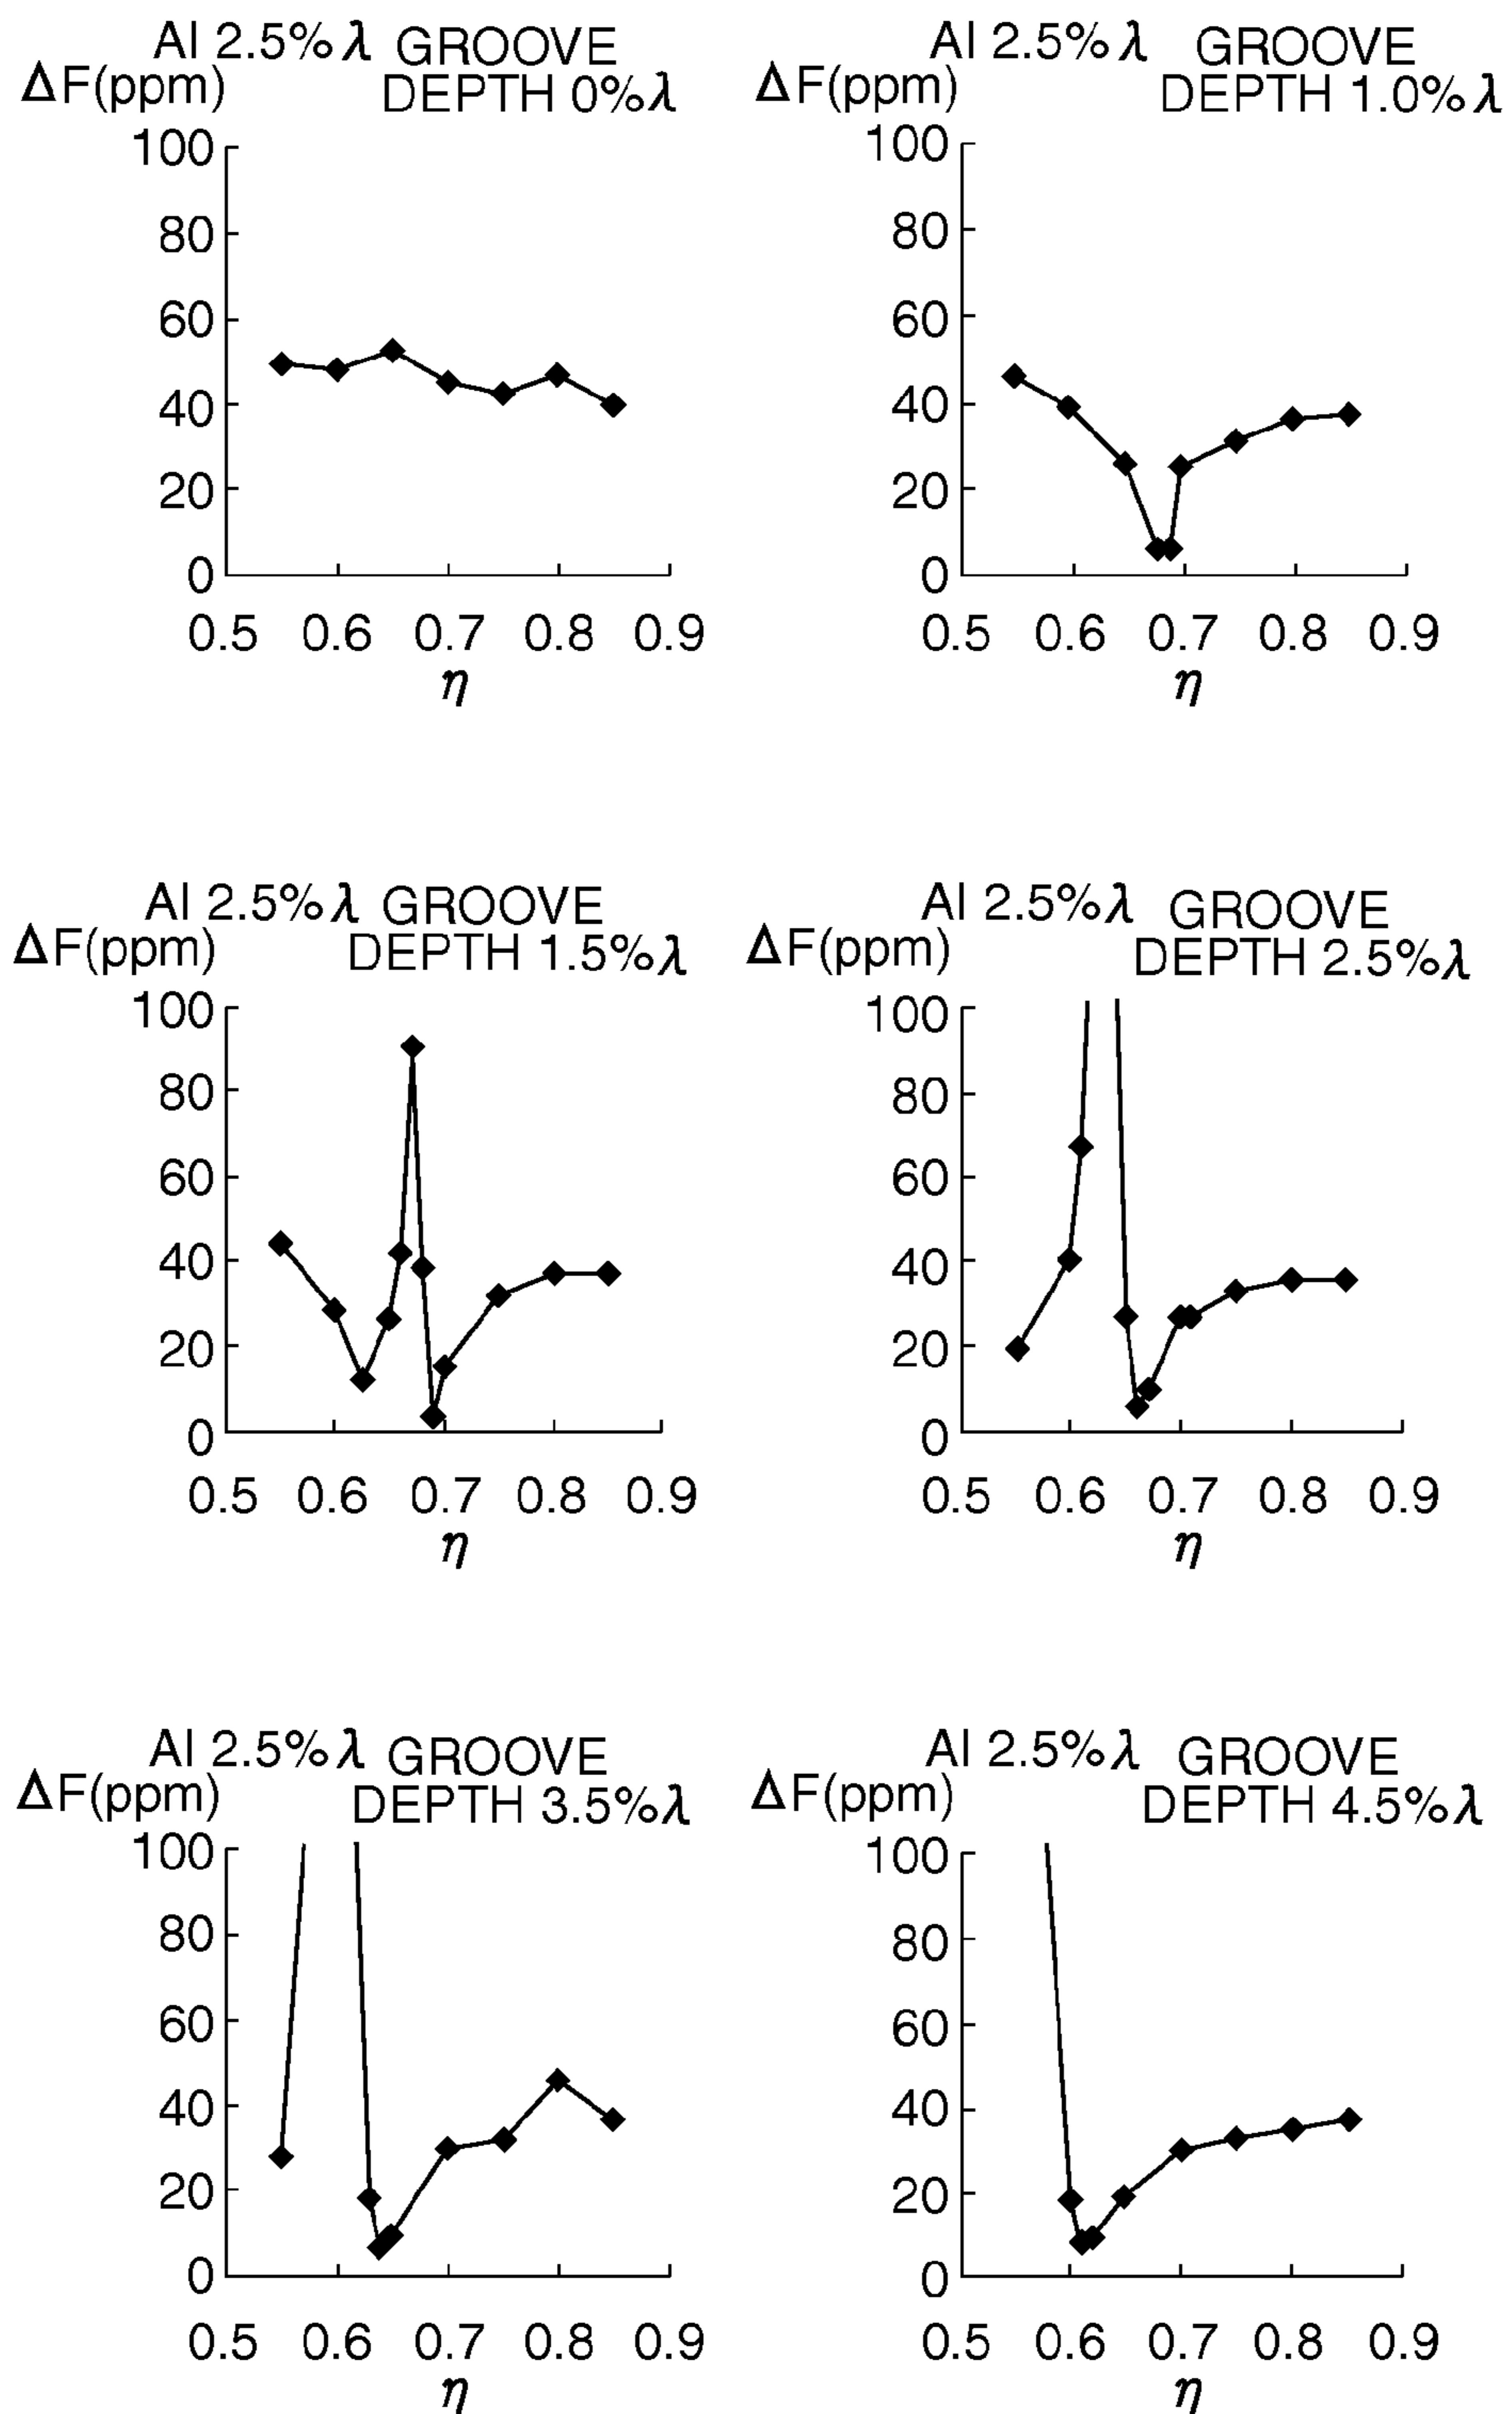 Al 2.5%λ GROOVE
ΔF(ppm) DEPTH 0%λ
100
80
60
40
20
0
0.5 0.6 0.7 0.8 0.9
η
Al 2.5%λ GROOVE
ΔF(ppm) DEPTH 1.0%λ
100
80
60
40
20
0
0.5 0.6 0.7 0.8 0.9
η
Al 2.5%λ GROOVE
ΔF(ppm) DEPTH 1.5%λ
100
80
60
40
20
0
0.5 0.6 0.7 0.8 0.9
η
Al 2.5%λ GROOVE
ΔF(ppm) DEPTH 2.5%λ
100
80
60
40
20
0
0.5 0.6 0.7 0.8 0.9
η
Al 2.5%λ GROOVE
ΔF(ppm) DEPTH 3.5%λ
100
80
60
40
20
0
0.5 0.6 0.7 0.8 0.9
η
Al 2.5%λ GROOVE
ΔF(ppm) DEPTH 4.5%λ
100
80
60
40
20
0
0.5 0.6 0.7 0.8 0.9
η